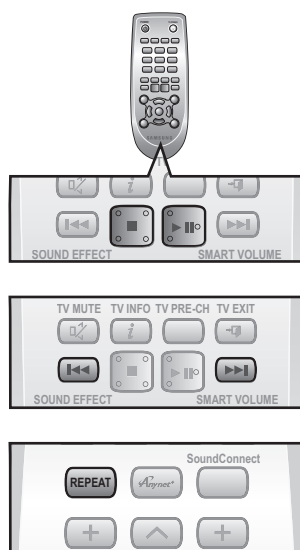 SAMSUNG
SOUND EFFECT SMART VOLUME
TV MUTE TV INFO TV PRE-CH TV EXIT
SOUND EFFECT SMART VOLUME
SoundConnect
REPEAT Anynet+